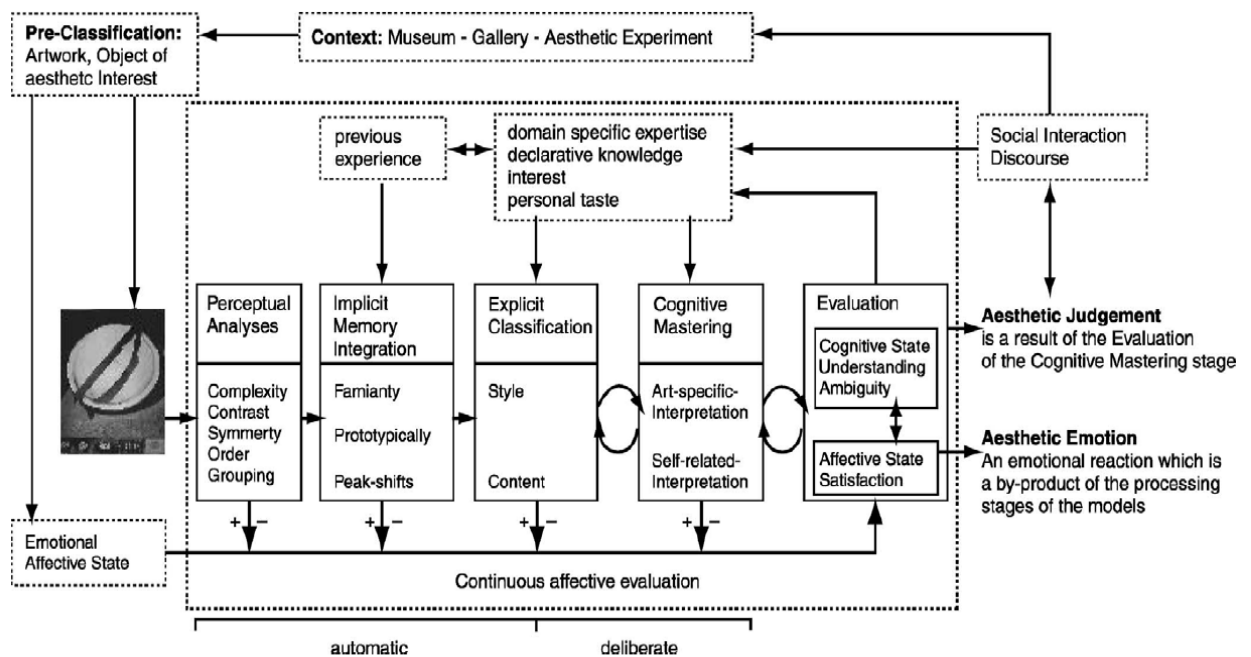 Pre-Classification:
Artwork, Object of
aesthetc Interest
Context: Museum - Gallery - Aesthetic Experiment
previous
experience
domain specific expertise
declarative knowledge
interest
personal taste
Social Interaction
Discourse
Perceptual
Analyses
Complexity
Contrast
Symmerty
Order
Grouping
Implicit
Memory
Integration
Famianty
Prototypically
Peak-shifts
Explicit
Classification
Style
Content
Cognitive
Mastering
Art-specific-
Interpretation
Self-related-
Interpretation
Evaluation
Cognitive State
Understanding
Ambiguity
Affective State
Satisfaction
Aesthetic Judgement
is a result of the Evaluation
of the Cognitive Mastering stage
Aesthetic Emotion
An emotional reaction which is
a by-product of the processing
stages of the models
+ − + − + − + −
Emotional
Affective State
Continuous affective evaluation
automatic
deliberate